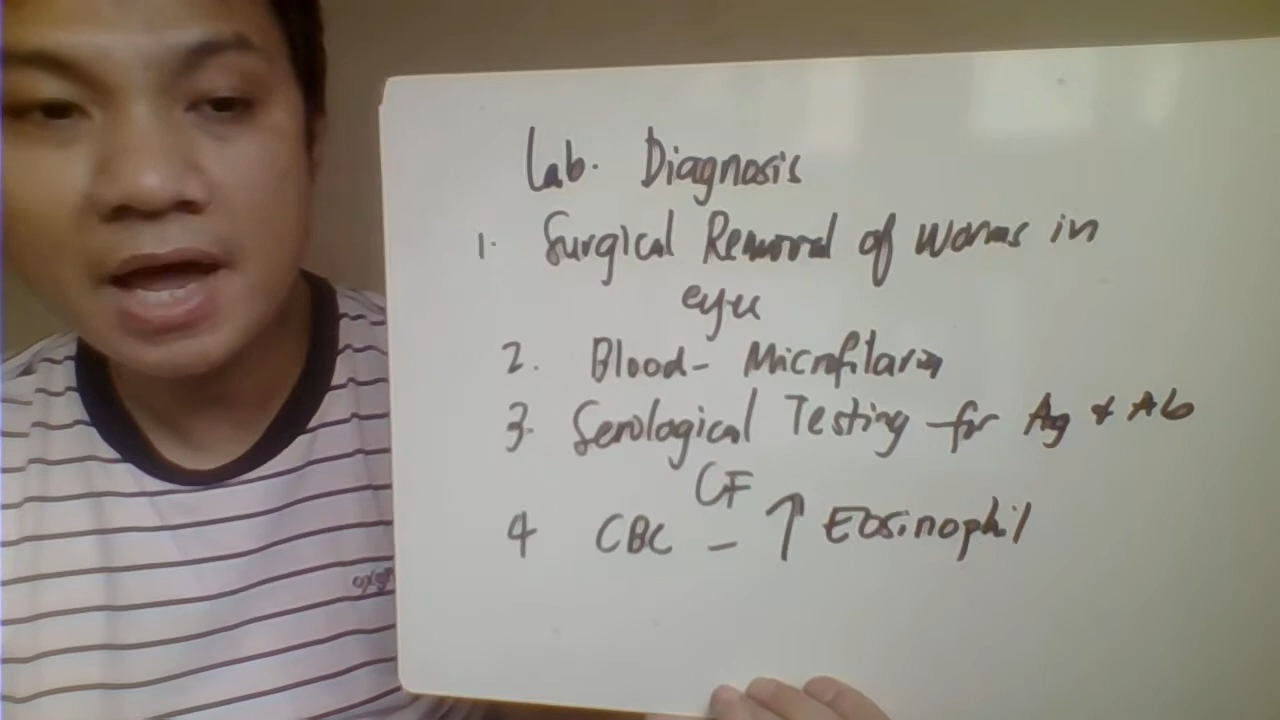 Lab. Diagnosis
1. Surgical Removal of Worms in
eye
2. Blood- Microfilaria
3. Serological Testing for Ag & Ab
CF
4 CBC - ↑ Eosinophil